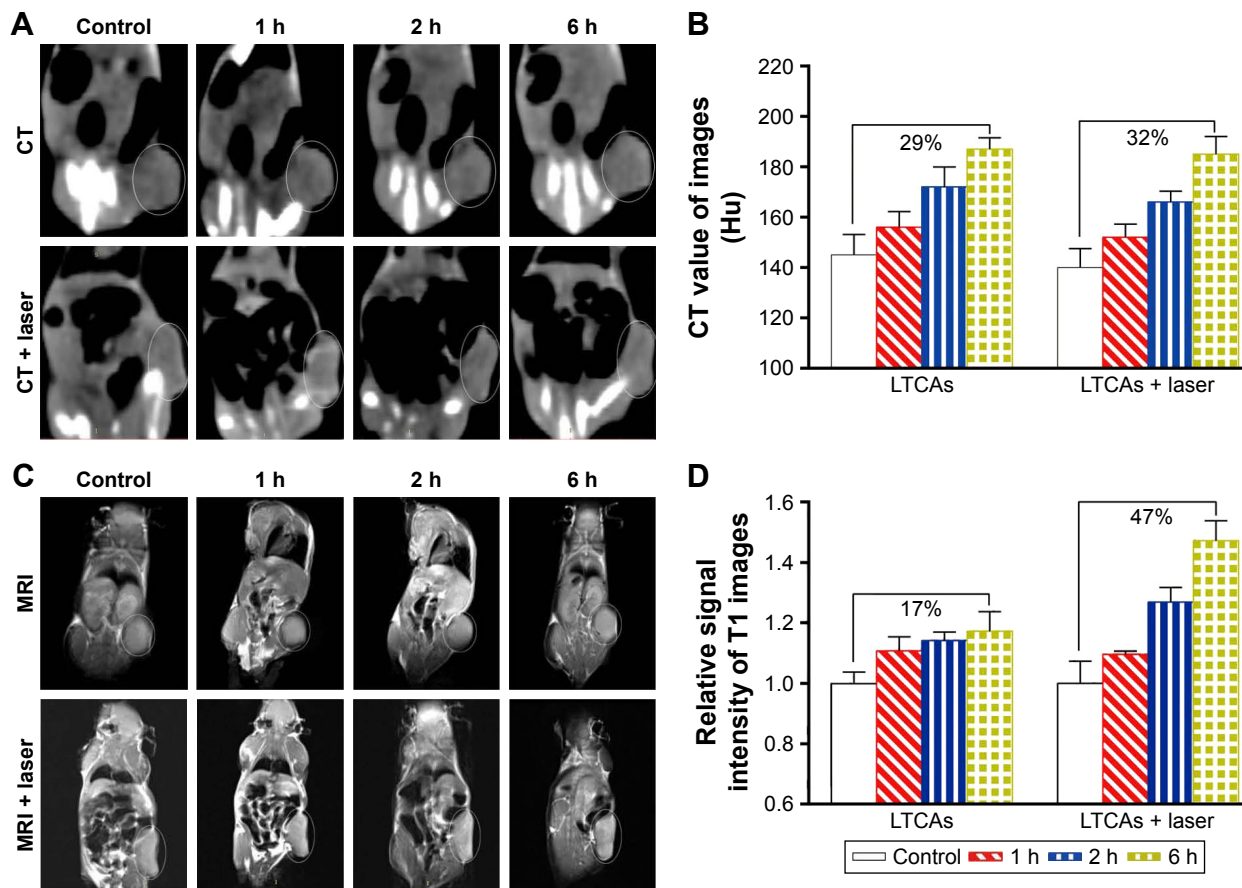 A
Control
1 h
2 h
6 h
CT
CT + laser
B
CT value of images
(Hu)
220
200
180
160
140
120
100
29%
32%
LTCAs
LTCAs + laser
C
Control
1 h
2 h
6 h
MRI
MRI + laser
D
Relative signal
intensity of T1 images
1.6
1.4
1.2
1.0
0.8
0.6
17%
47%
LTCAs
LTCAs + laser
Control
1 h
2 h
6 h